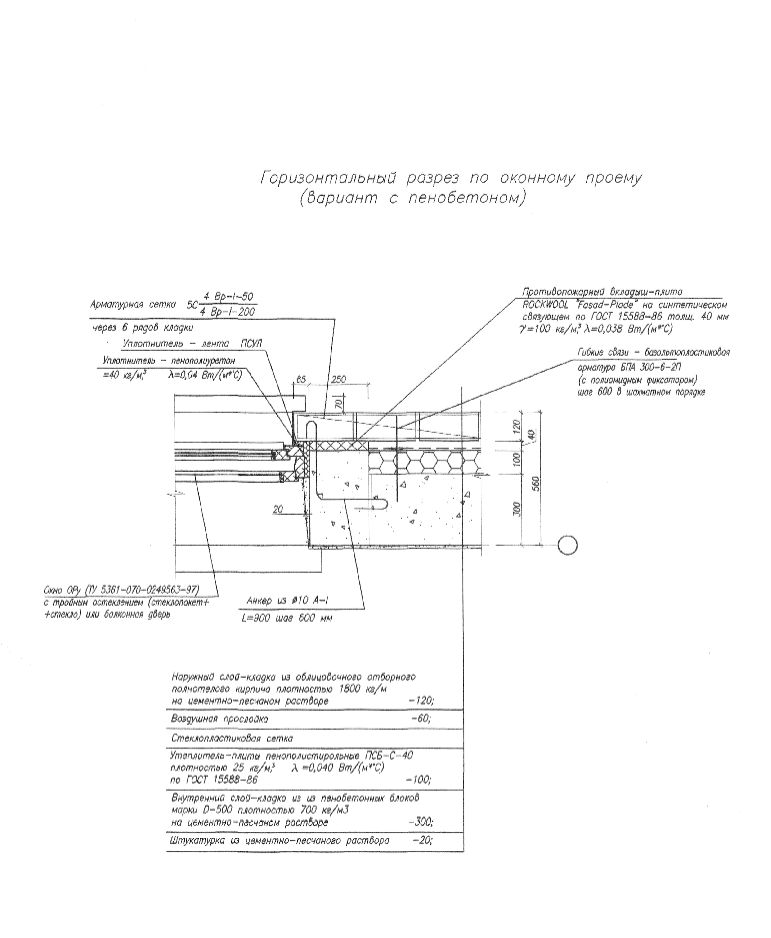 Горизонтальный разрез по оконному проему
(вариант с пенобетоном)
Арматурная сетка 5С 4 Вр-I-50
4 Вр-I-200
через 6 рядов кладки
Уплотнитель - лента ПСУЛ
Уплотнитель - пенополиуретан
=40 кг/м,³ λ=0,04 Вт/(м*°С)
Противопожарный вкладыш-плита
ROCKWOOL "Fasad-Plade" на синтетическом
связующем по ГОСТ 15588-86 толщ. 40 мм
γ=100 кг/м,³ λ=0,038 Вт/(м*°С)
Гибкие связи - базальтопластиковая
арматура БПА 300-6-2П
(с полиамидным фиксатором)
шаг 600 в шахматном порядке
65 250
70
120
40
100
560
300
20
Окно ОРу (ТУ 5361-070-0249563-97)
с тройным остеклением (стеклопакет+
+стекло) или балконная дверь
Анкер из ø10 А-I
L=900 шаг 600 мм
Наружный слой-кладка из облицовочного отборного
полнотелого кирпича плотностью 1800 кг/м
на цементно-песчаном растворе -120;
Воздушная прослойка -60;
Стеклопластиковая сетка
Утеплитель-плиты пенополистирольные ПСБ-С-40
плотностью 25 кг/м,³ λ =0,040 Вт/(м*°С)
по ГОСТ 15588-86 -100;
Внутренний слой-кладка из из пенобетонных блоков
марки D-500 плотностью 700 кг/м3
на цементно-песчаном растворе -300;
Штукатурка из цементно-песчаного раствора -20;